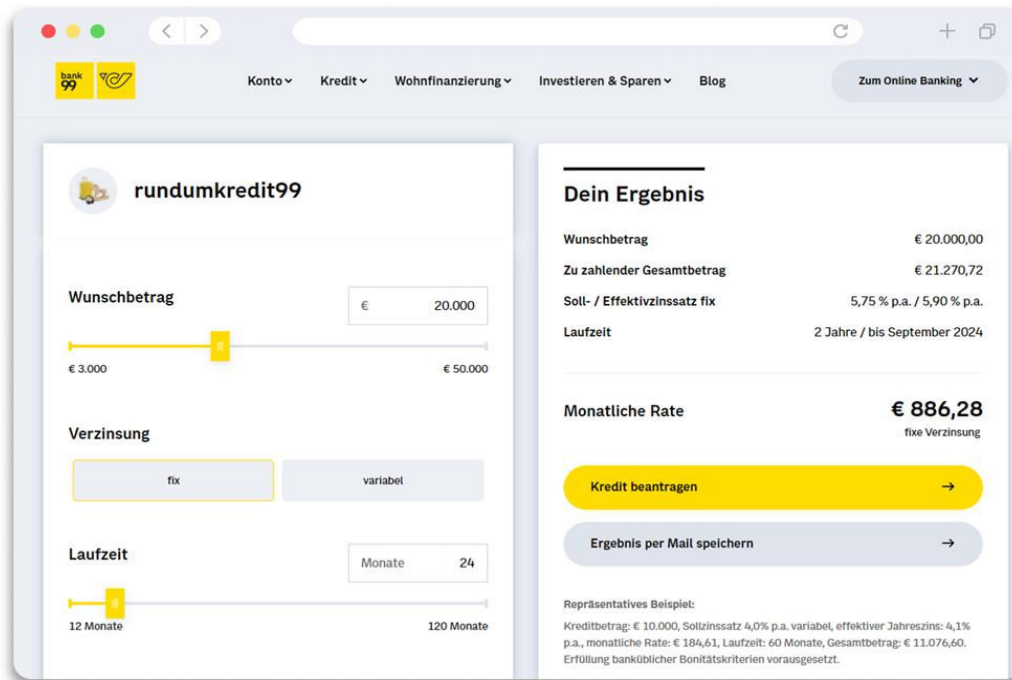 bank
99
Konto
Kredit
Wohnfinanzierung
Investieren & Sparen
Blog
Zum Online Banking
rundumkredit99
Wunschbetrag
€ 20.000
€ 3.000
€ 50.000
Verzinsung
fix
variabel
Laufzeit
Monate 24
12 Monate
120 Monate
Dein Ergebnis
Wunschbetrag € 20.000,00
Zu zahlender Gesamtbetrag € 21.270,72
Soll- / Effektivzinssatz fix 5,75 % p.a. / 5,90 % p.a.
Laufzeit 2 Jahre / bis September 2024
Monatliche Rate € 886,28
fixe Verzinsung
Kredit beantragen →
Ergebnis per Mail speichern →
Repräsentatives Beispiel:
Kreditbetrag: € 10.000, Sollzinssatz 4,0% p.a. variabel, effektiver Jahreszins: 4,1%
p.a., monatliche Rate: € 184,61, Laufzeit: 60 Monate, Gesamtbetrag: € 11.076,60.
Erfüllung banküblicher Bonitätskriterien vorausgesetzt.